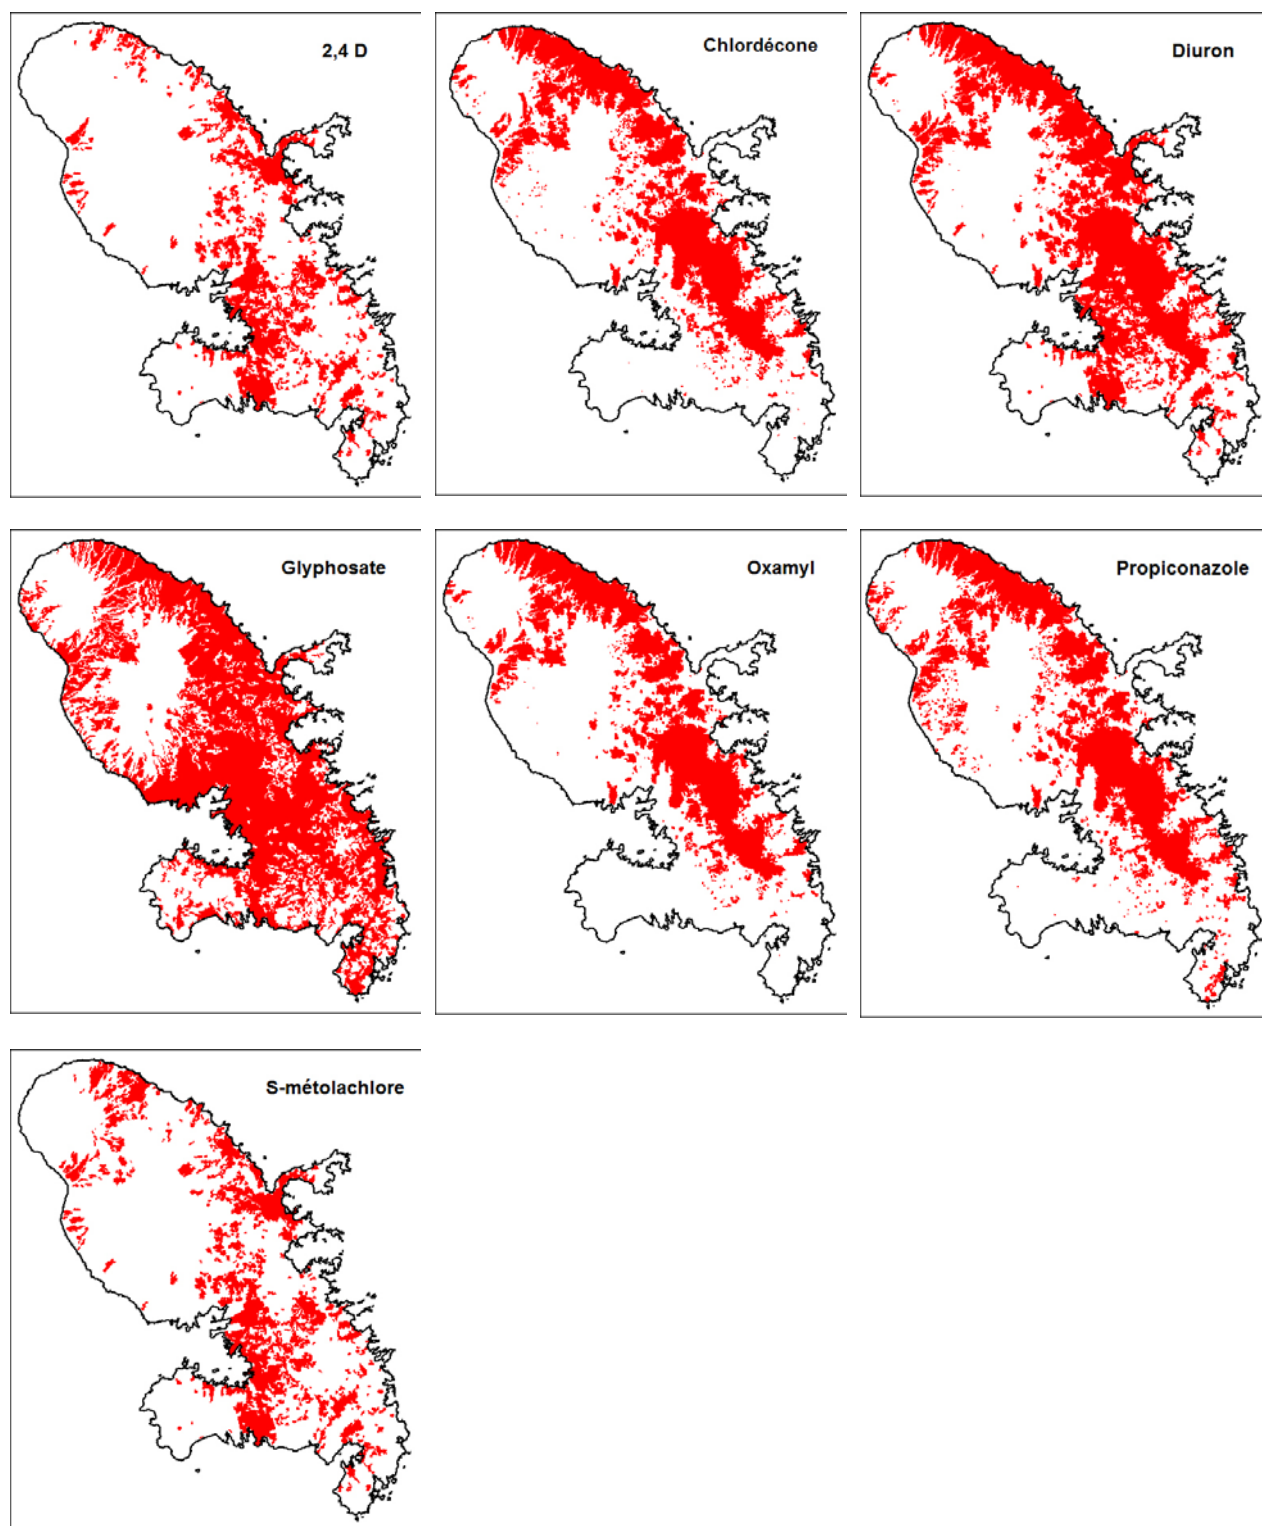 2,4 D
Chlordécone
Diuron
Glyphosate
Oxamyl
Propiconazole
S-métolachlore